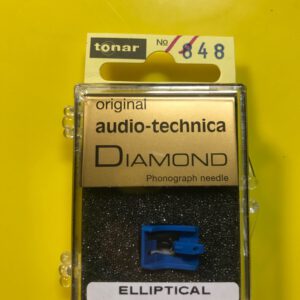 tonar No 848
original
audio-technica
DIAMOND
Phonograph needle
ELLIPTICAL